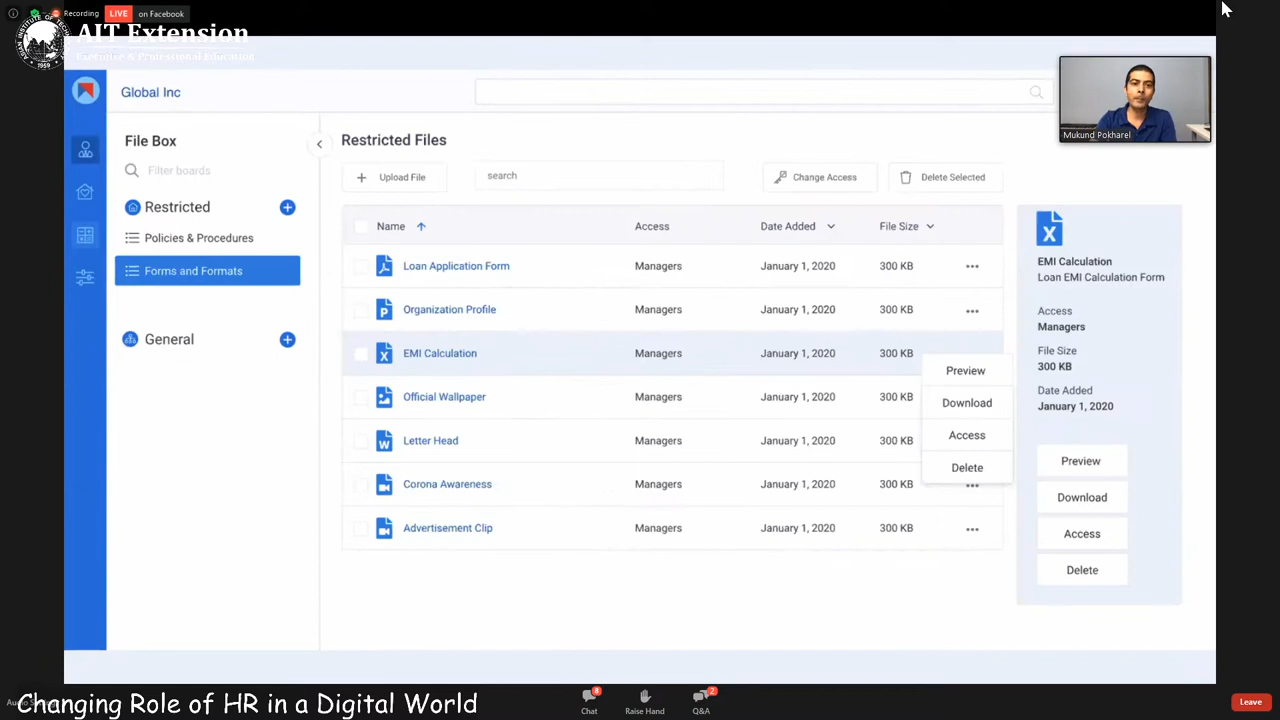 Recording LIVE on Facebook
AIT Extension
Executive & Professional Education
1959
Global Inc
Mukund Pokharel
File Box
Filter boards
Restricted
Policies & Procedures
Forms and Formats
General
Restricted Files
Upload File
search
Change Access
Delete Selected
Name Access Date Added File Size
Loan Application Form Managers January 1, 2020 300 KB
Organization Profile Managers January 1, 2020 300 KB
EMI Calculation Managers January 1, 2020 300 KB
Official Wallpaper Managers January 1, 2020 300 KB
Letter Head Managers January 1, 2020 300 KB
Corona Awareness Managers January 1, 2020 300 KB
Advertisement Clip Managers January 1, 2020 300 KB
Preview
Download
Access
Delete
X
EMI Calculation
Loan EMI Calculation Form
Access
Managers
File Size
300 KB
Date Added
January 1, 2020
Preview
Download
Access
Delete
Changing Role of HR in a Digital World
8
Chat
Raise Hand
2
Q&A
Leave